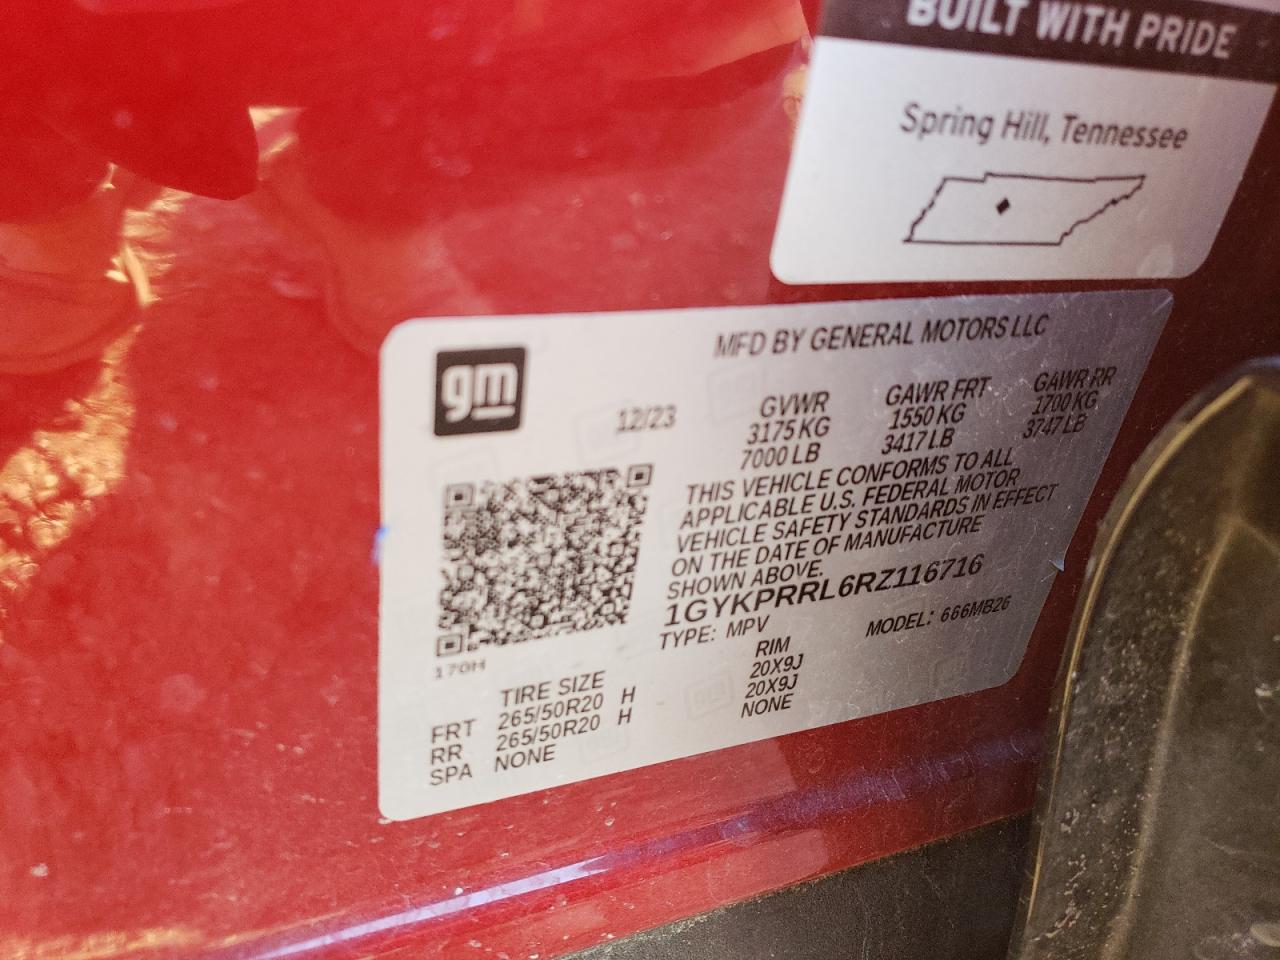 BUILT WITH PRIDE
Spring Hill, Tennessee
gm
MFD BY GENERAL MOTORS LLC
12/23
GVWR GAWR FRT GAWR RR
3175 KG 1550 KG 1700 KG
7000 LB 3417 LB 3747 LB
THIS VEHICLE CONFORMS TO ALL
APPLICABLE U.S. FEDERAL MOTOR
VEHICLE SAFETY STANDARDS IN EFFECT
ON THE DATE OF MANUFACTURE
SHOWN ABOVE.
1GYKPRRL6RZ116716
TYPE: MPV MODEL: 666MB26
170H
TIRE SIZE RIM
FRT 265/50R20 H 20X9J
RR 265/50R20 H 20X9J
SPA NONE NONE